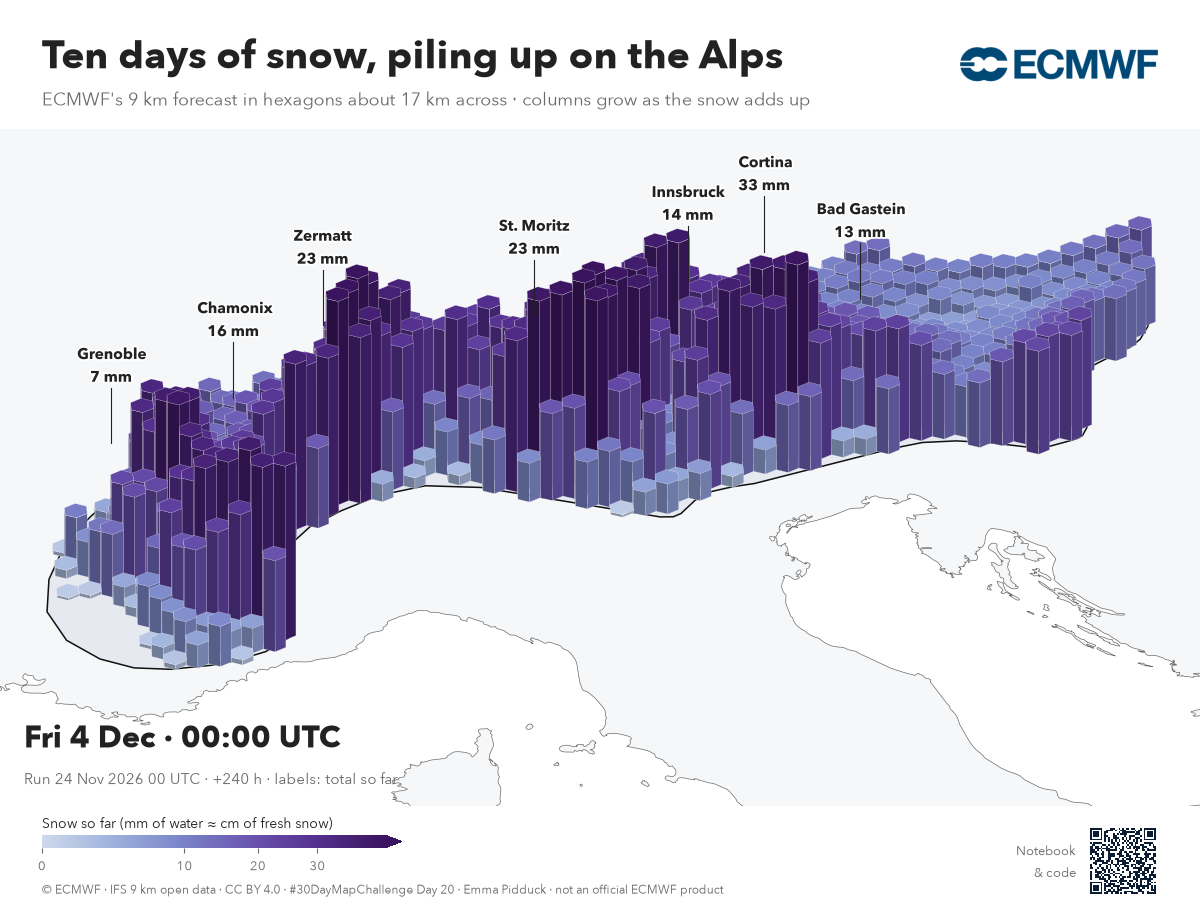 Ten days of snow, piling up on the Alps
ECMWF
ECMWF's 9 km forecast in hexagons about 17 km across · columns grow as the snow adds up
Cortina
33 mm
Innsbruck
14 mm
Bad Gastein
13 mm
St. Moritz
23 mm
Zermatt
23 mm
Chamonix
16 mm
Grenoble
7 mm
Fri 4 Dec · 00:00 UTC
Run 24 Nov 2026 00 UTC · +240 h · labels: total so far
Snow so far (mm of water ≈ cm of fresh snow)
0 10 20 30
Notebook
& code
© ECMWF · IFS 9 km open data · CC BY 4.0 · #30DayMapChallenge Day 20 · Emma Pidduck · not an official ECMWF product